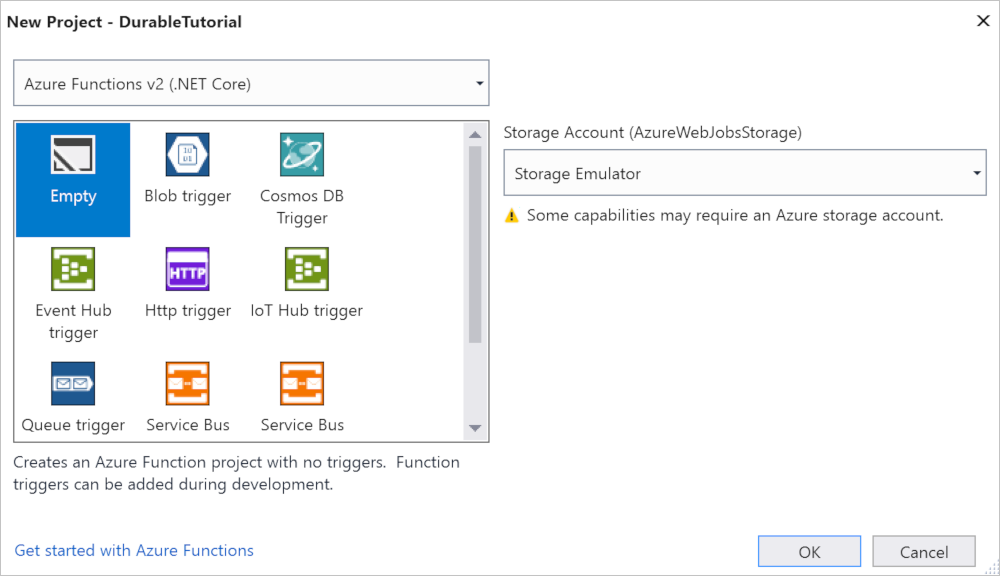 New Project - DurableTutorial
Azure Functions v2 (.NET Core)
Empty
Blob trigger
Cosmos DB
Trigger
Event Hub
trigger
HTTP
Http trigger
IoT Hub trigger
Queue trigger
Service Bus
Service Bus
Creates an Azure Function project with no triggers.  Function
triggers can be added during development.
Storage Account (AzureWebJobsStorage)
Storage Emulator
Some capabilities may require an Azure storage account.
Get started with Azure Functions
OK
Cancel